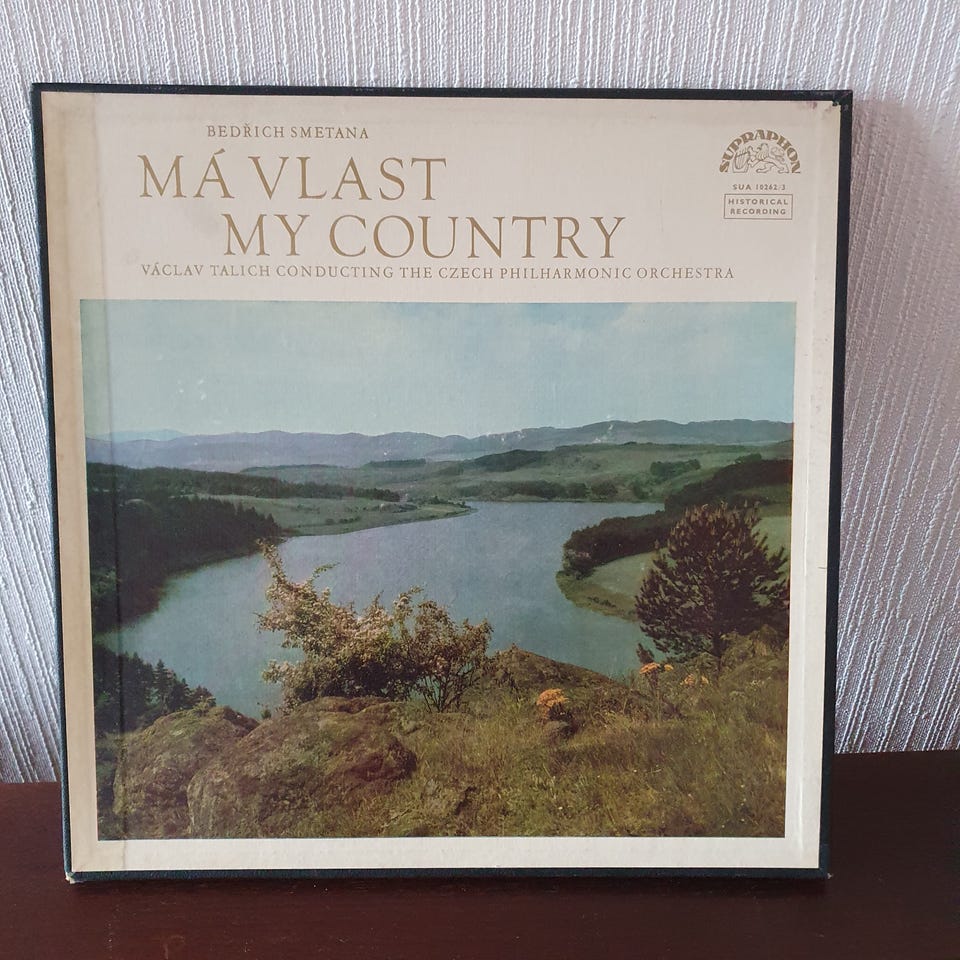 BEDŘICH SMETANA
MÁ VLAST
MY COUNTRY
VÁCLAV TALICH CONDUCTING THE CZECH PHILHARMONIC ORCHESTRA
SUPRAPHON
SUA 10262/3
HISTORICAL
RECORDING